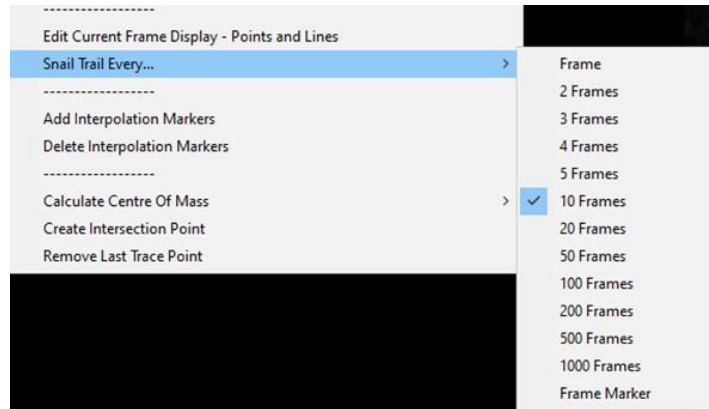 ------------------
Edit Current Frame Display - Points and Lines
Snail Trail Every...
------------------
Add Interpolation Markers
Delete Interpolation Markers
------------------
Calculate Centre Of Mass
Create Intersection Point
Remove Last Trace Point
Frame
2 Frames
3 Frames
4 Frames
5 Frames
10 Frames
20 Frames
50 Frames
100 Frames
200 Frames
500 Frames
1000 Frames
Frame Marker